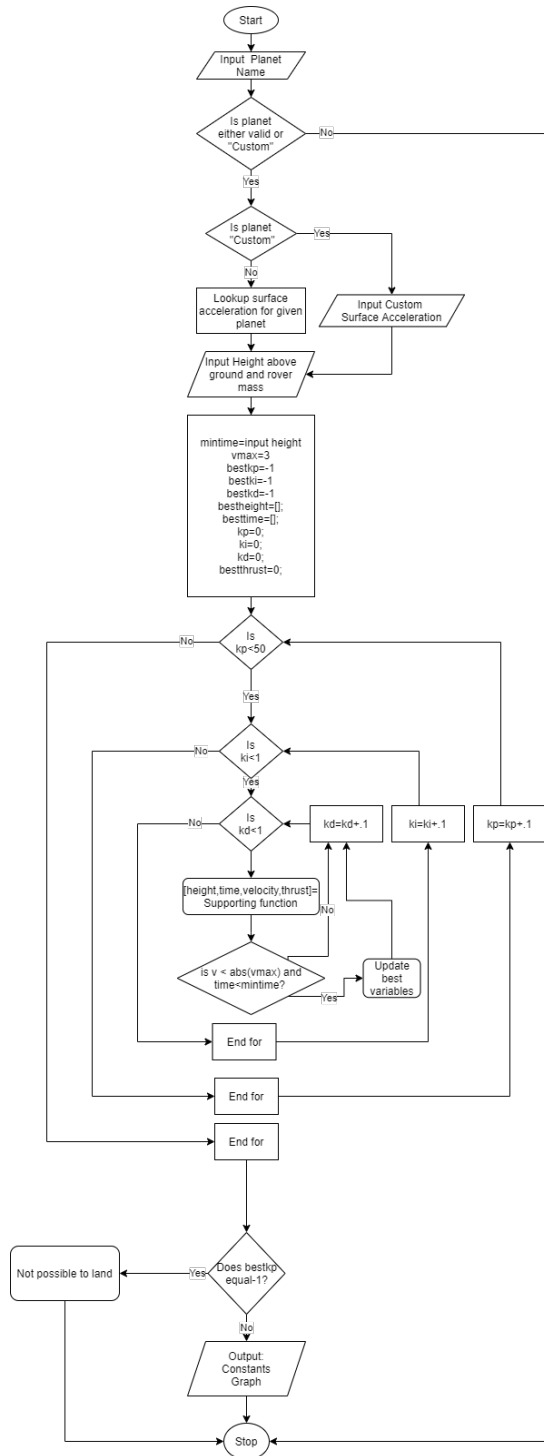 Start
Input Planet
Name
Is planet
either valid or
"Custom"
No
Yes
Is planet
"Custom"
Yes
No
Lookup surface
acceleration for given
planet
Input Custom
Surface Acceleration
Input Height above
ground and rover
mass
mintime=input height
vmax=3
bestkp=-1
bestki=-1
bestkd=-1
bestheight=[];
besttime=[];
kp=0;
ki=0;
kd=0;
bestthrust=0;
No
Is
kp<50
Yes
No
Is
ki<1
Yes
No
Is
kd<1
kd=kd+.1
ki=ki+.1
kp=kp+.1
[height,time,velocity,thrust]=
Supporting function
No
is v < abs(vmax) and
time<mintime?
Yes
Update
best
variables
End for
End for
End for
Does bestkp
equal-1?
Yes
Not possible to land
No
Output:
Constants
Graph
Stop